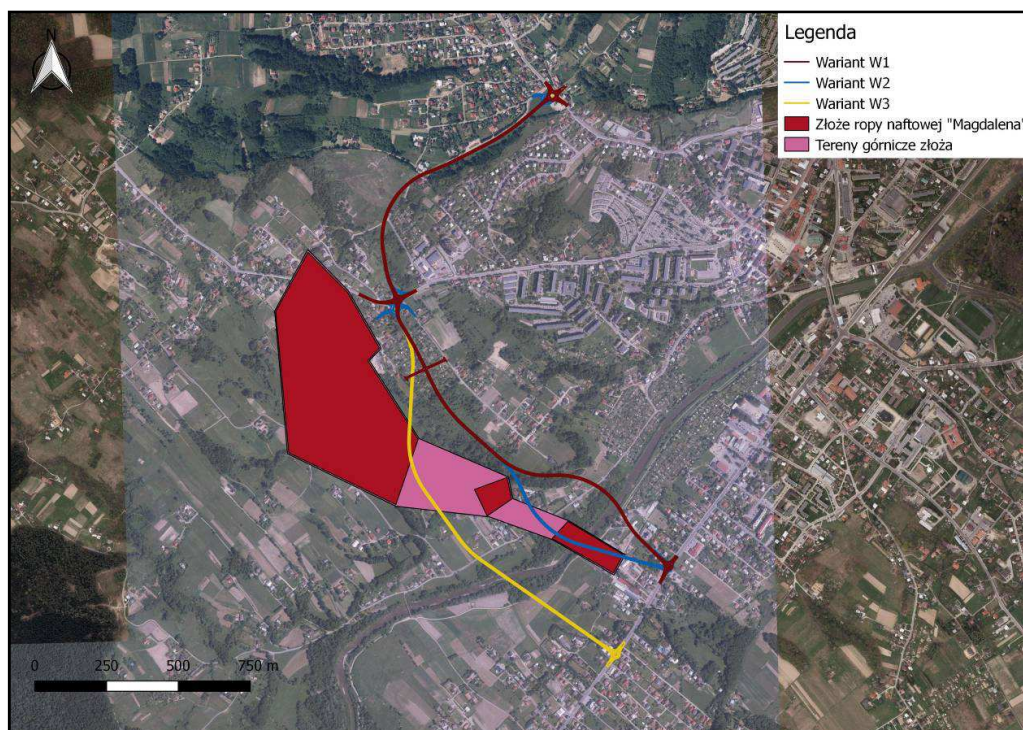 N
Legenda
Wariant W1
Wariant W2
Wariant W3
Złoże ropy naftowej "Magdalena"
Tereny górnicze złoża
0 250 500 750 m